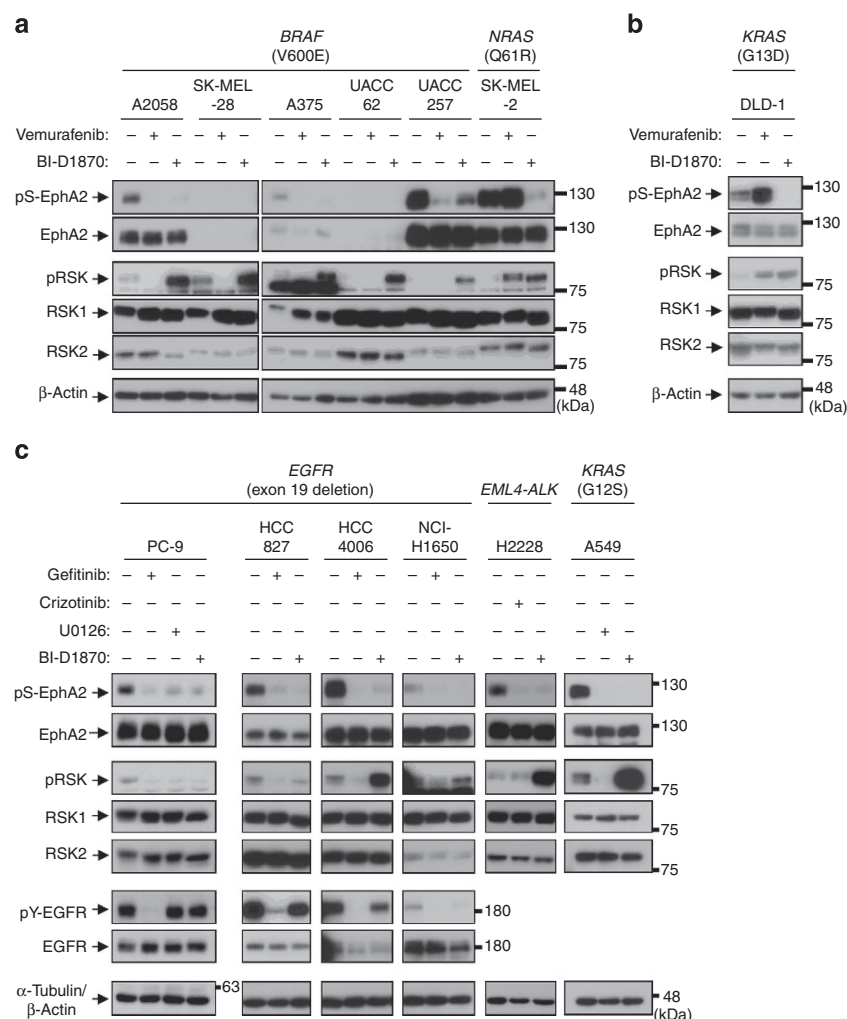 a
BRAF
(V600E)
NRAS
(Q61R)
A2058
SK-MEL
-28
A375
UACC
62
UACC
257
SK-MEL
-2
Vemurafenib: – + – – + – – + – – + – – + – – + –
BI-D1870: – – + – – + – – + – – + – – + – – +
pS-EphA2 130
EphA2 130
pRSK 75
RSK1 75
RSK2 75
β-Actin 48
(kDa)
b
KRAS
(G13D)
DLD-1
Vemurafenib: – + –
BI-D1870: – – +
pS-EphA2 130
EphA2 130
pRSK 75
RSK1 75
RSK2 75
β-Actin 48
(kDa)
c
EGFR
(exon 19 deletion)
EML4-ALK
KRAS
(G12S)
PC-9
HCC
827
HCC
4006
NCI-
H1650
H2228
A549
Gefitinib: – + – – – + – – + – – + – – – – – – –
Crizotinib: – – – – – – – – – – – – – – + – – – –
U0126: – – + – – – – – – – – – – – – – – + –
BI-D1870: – – – + – – + – – + – – + – – + – – +
pS-EphA2 130
EphA2 130
pRSK 75
RSK1 75
RSK2 75
pY-EGFR 180
EGFR 180
α-Tubulin/
β-Actin 63 48
(kDa)